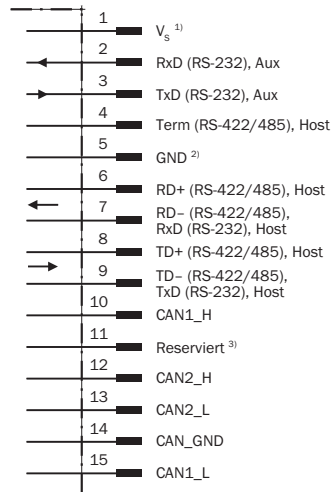 1
V_S 1)
2
RxD (RS-232), Aux
3
TxD (RS-232), Aux
4
Term (RS-422/485), Host
5
GND 2)
6
RD+ (RS-422/485), Host
7
RD– (RS-422/485),
RxD (RS-232), Host
8
TD+ (RS-422/485), Host
9
TD– (RS-422/485),
TxD (RS-232), Host
10
CAN1_H
11
Reserviert 3)
12
CAN2_H
13
CAN2_L
14
CAN_GND
15
CAN1_L